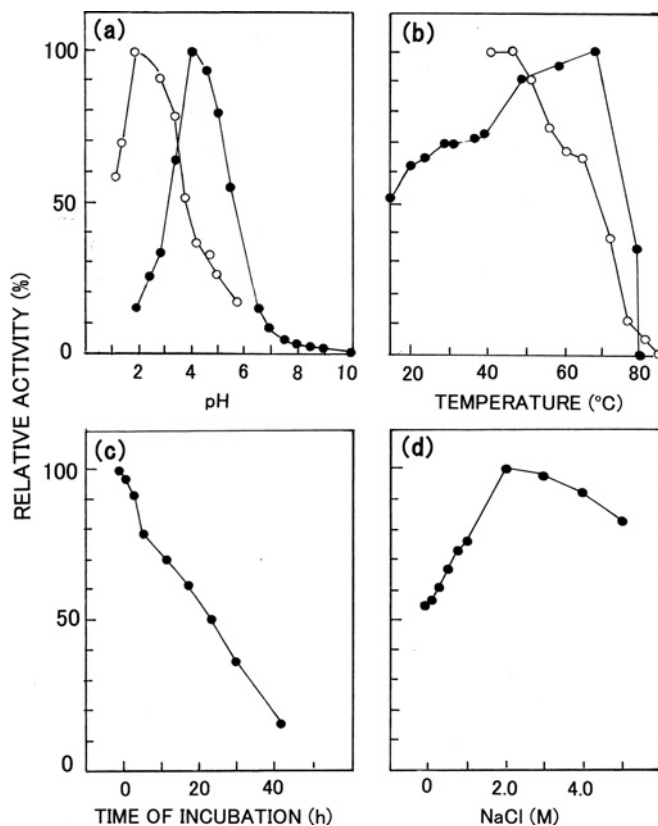 RELATIVE ACTIVITY (%)
(a)
100
50
0
2 4 6 8 10
pH
(b)
20 40 60 80
TEMPERATURE (°C)
(c)
100
50
0
0 20 40
TIME OF INCUBATION (h)
(d)
0 2.0 4.0
NaCl (M)